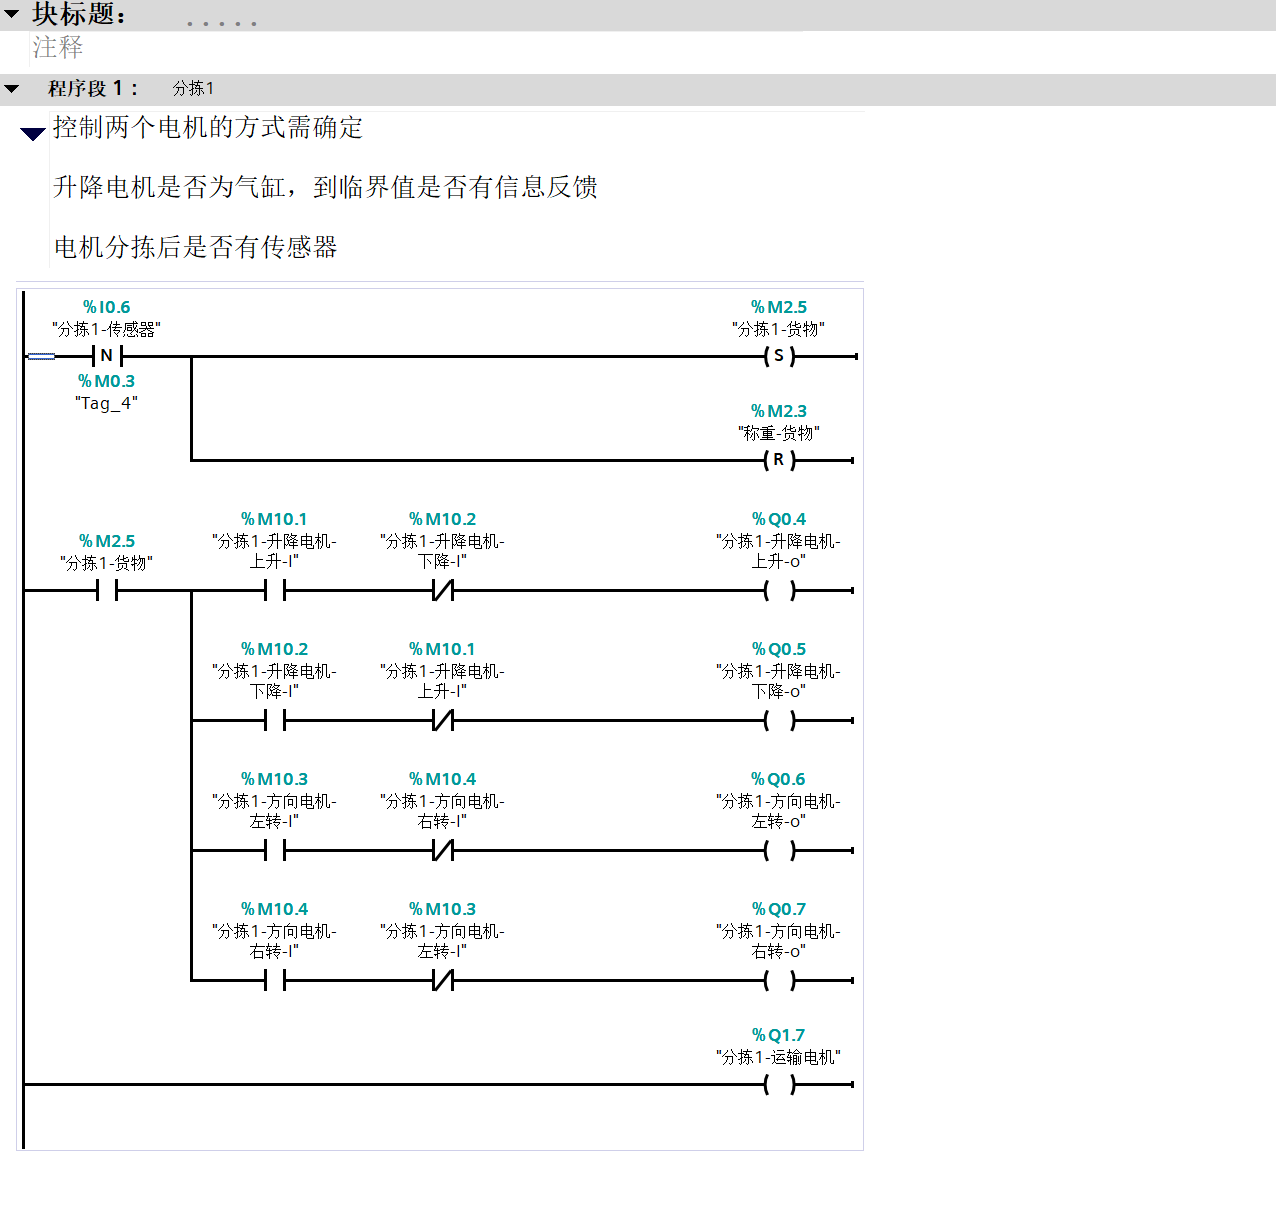 块标题： .....
注释
程序段 1： 分拣1
控制两个电机的方式需确定
升降电机是否为气缸，到临界值是否有信息反馈
电机分拣后是否有传感器
%I0.6
"分拣1-传感器"
N
%M0.3
"Tag_4"
%M2.5
"分拣1-货物"
( S )
%M2.3
"称重-货物"
( R )
%M2.5
"分拣1-货物"
%M10.1
"分拣1-升降电机-
上升-I"
%M10.2
"分拣1-升降电机-
下降-I"
%Q0.4
"分拣1-升降电机-
上升-o"
%M10.2
"分拣1-升降电机-
下降-I"
%M10.1
"分拣1-升降电机-
上升-I"
%Q0.5
"分拣1-升降电机-
下降-o"
%M10.3
"分拣1-方向电机-
左转-I"
%M10.4
"分拣1-方向电机-
右转-I"
%Q0.6
"分拣1-方向电机-
左转-o"
%M10.4
"分拣1-方向电机-
右转-I"
%M10.3
"分拣1-方向电机-
左转-I"
%Q0.7
"分拣1-方向电机-
右转-o"
%Q1.7
"分拣1-运输电机"